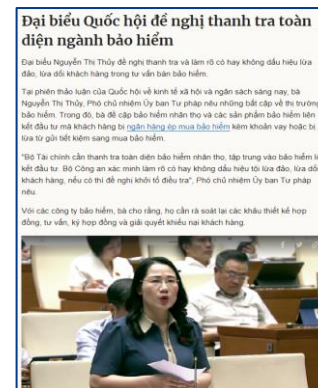 Đại biểu Quốc hội đề nghị thanh tra toàn
diện ngành bảo hiểm
Đại biểu Nguyễn Thị Thủy đề nghị thanh tra và làm rõ có hay không dấu hiệu lừa
đảo, lừa dối khách hàng trong tư vấn bán bảo hiểm.
Tại phiên thảo luận của Quốc hội về kinh tế xã hội và ngân sách sáng nay, bà
Nguyễn Thị Thủy, Phó chủ nhiệm Ủy ban Tư pháp nêu những bất cập về thị trường
bảo hiểm. Trong đó, bà đề cập bảo hiểm nhân thọ và các sản phẩm bảo hiểm liên
kết đầu tư mà khách hàng bị ngân hàng ép mua bảo hiểm kèm khoản vay hoặc bị
lừa từ gửi tiết kiệm sang mua bảo hiểm.
"Bộ Tài chính cần thanh tra toàn diện bảo hiểm nhân thọ, tập trung vào bảo hiểm l
kết đầu tư. Bộ Công an xác minh làm rõ có hay không dấu hiệu tội lừa đảo, lừa dối
khách hàng, nếu có thì đề nghị khởi tố điều tra", Phó chủ nhiệm Ủy ban Tư pháp
nêu.
Với các công ty bảo hiểm, bà cho rằng, họ cần rà soát lại các khâu thiết kế hợp
đồng, tư vấn, ký hợp đồng và giải quyết khiếu nại khách hàng.